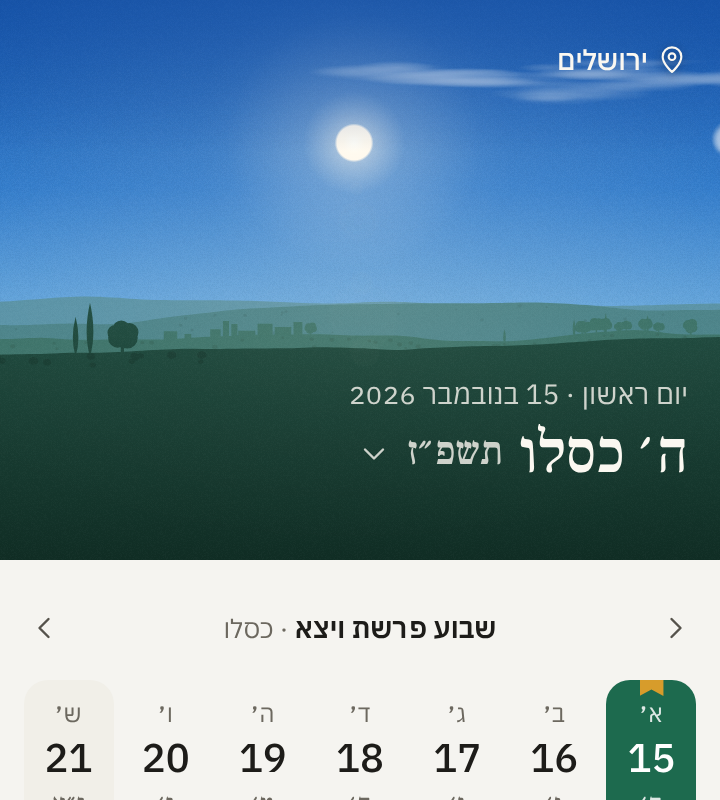 ירושלים
יום ראשון · 15 בנובמבר 2026
ה׳ כסלו תשפ״ז
שבוע פרשת ויצא · כסלו
א׳ ב׳ ג׳ ד׳ ה׳ ו׳ ש׳
15 16 17 18 19 20 21